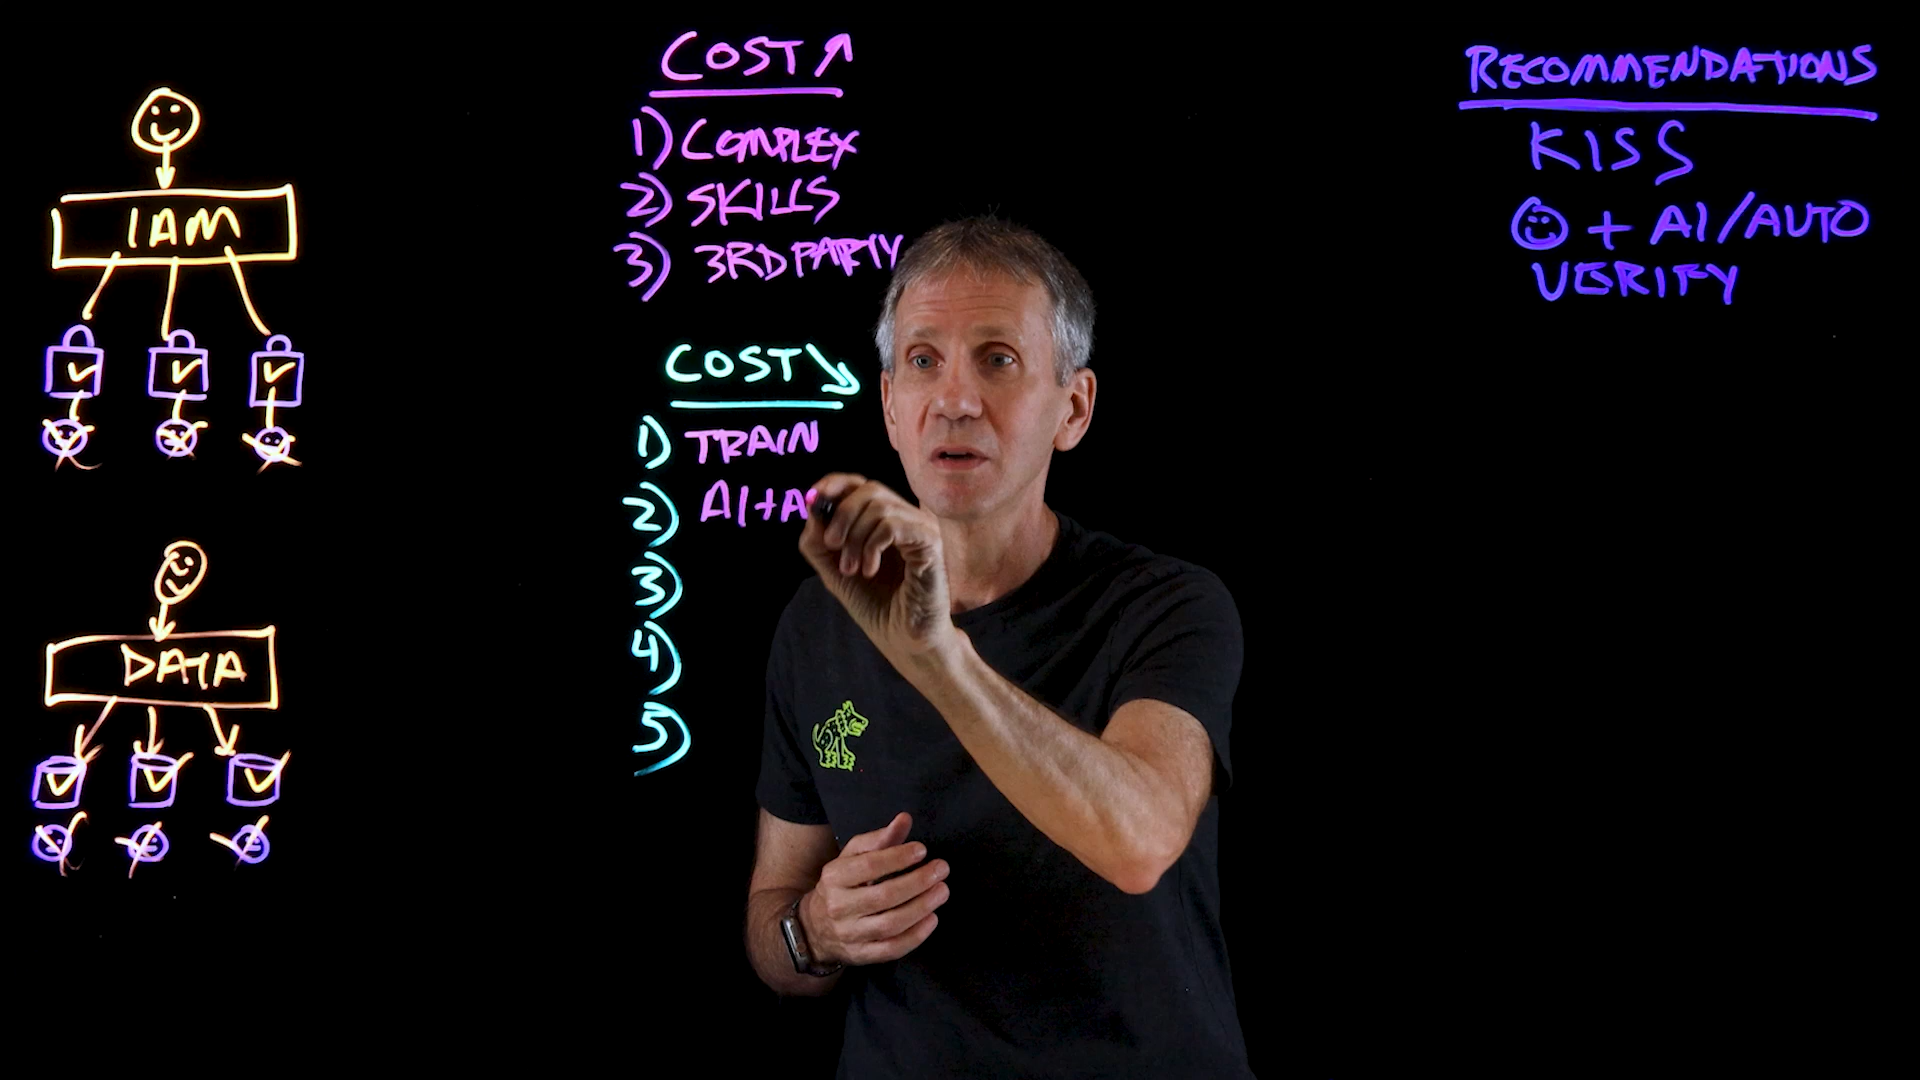 IAM
DATA
COST
1) COMPLEX
2) SKILLS
3) 3RD PARTY
COST
1) TRAIN
2) AI+A
3)
4)
5)
RECOMMENDATIONS
KISS
+ AI/AUTO
VERIFY